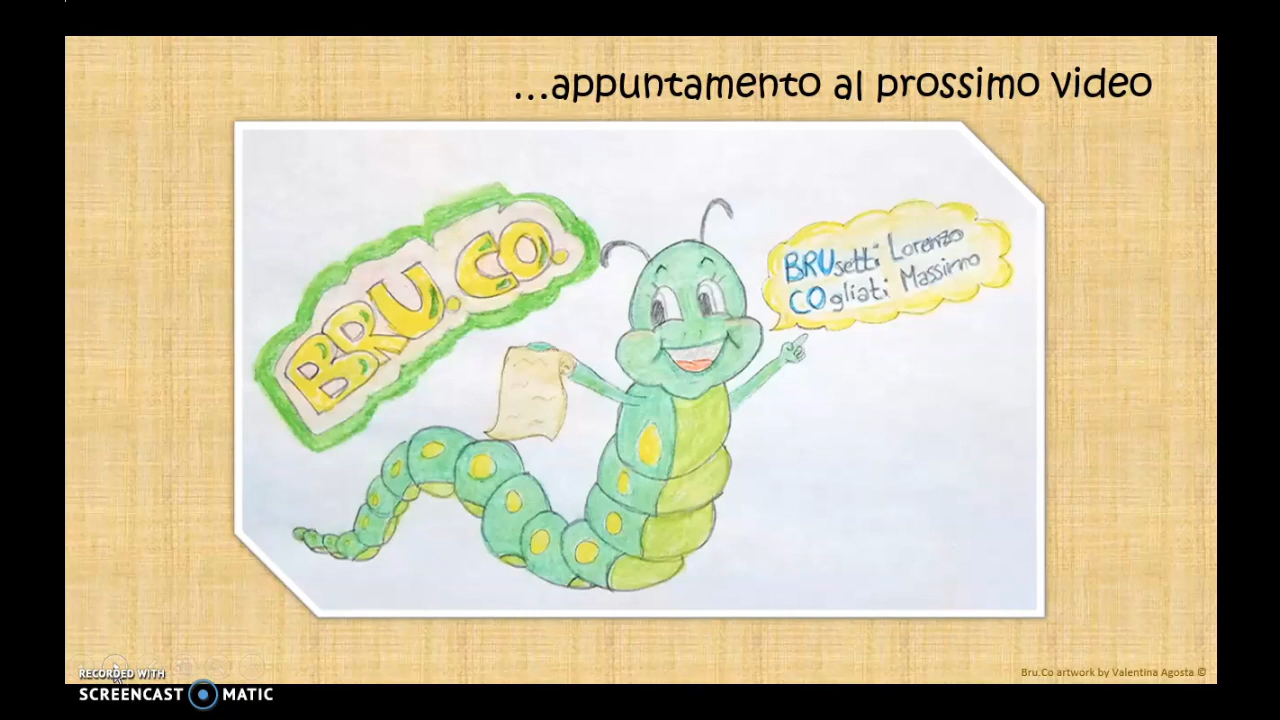 ...appuntamento al prossimo video
BRU.CO.
BRUsetti Lorenzo
COgliati Massimo
RECORDED WITH
SCREENCAST MATIC
Bru.Co artwork by Valentina Agosta ©